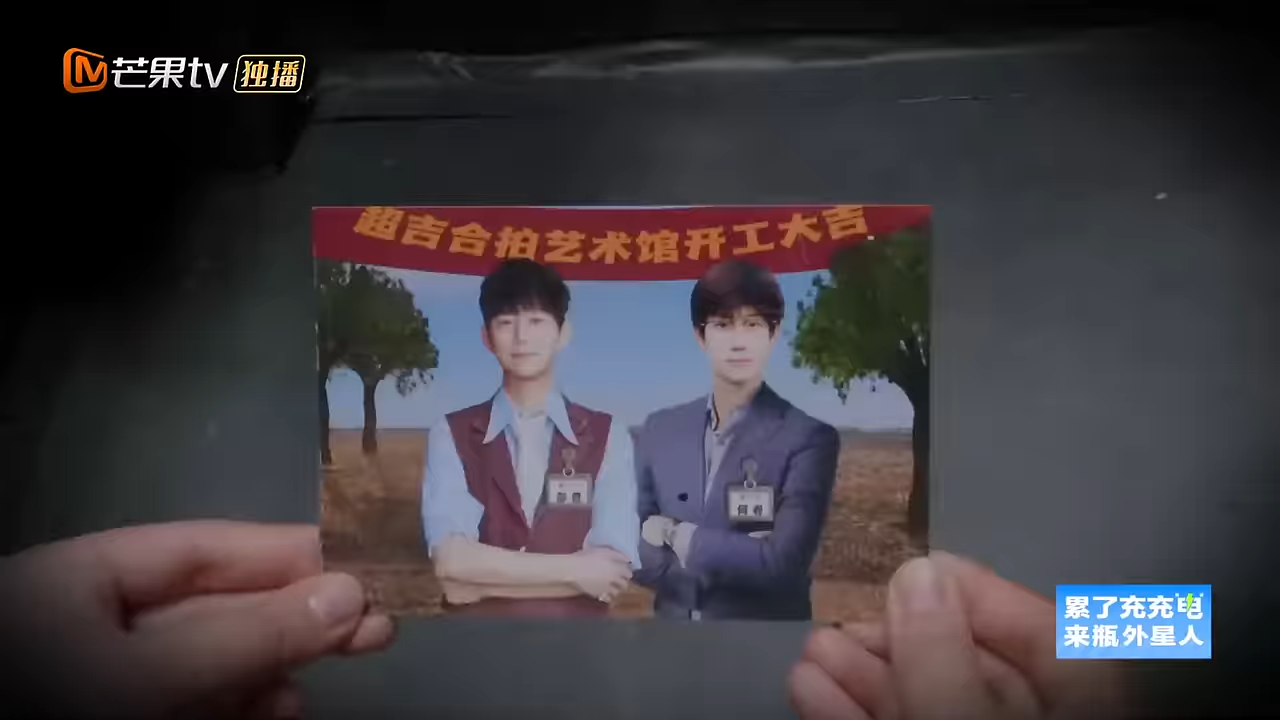 芒果tv 独播
超吉合拍艺术馆开工大吉
何
累了充充电
来瓶外星人